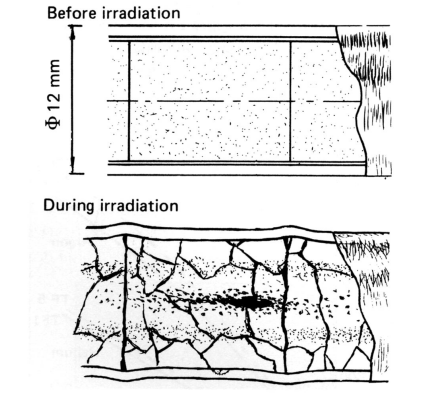 Before irradiation
Φ 12 mm
During irradiation